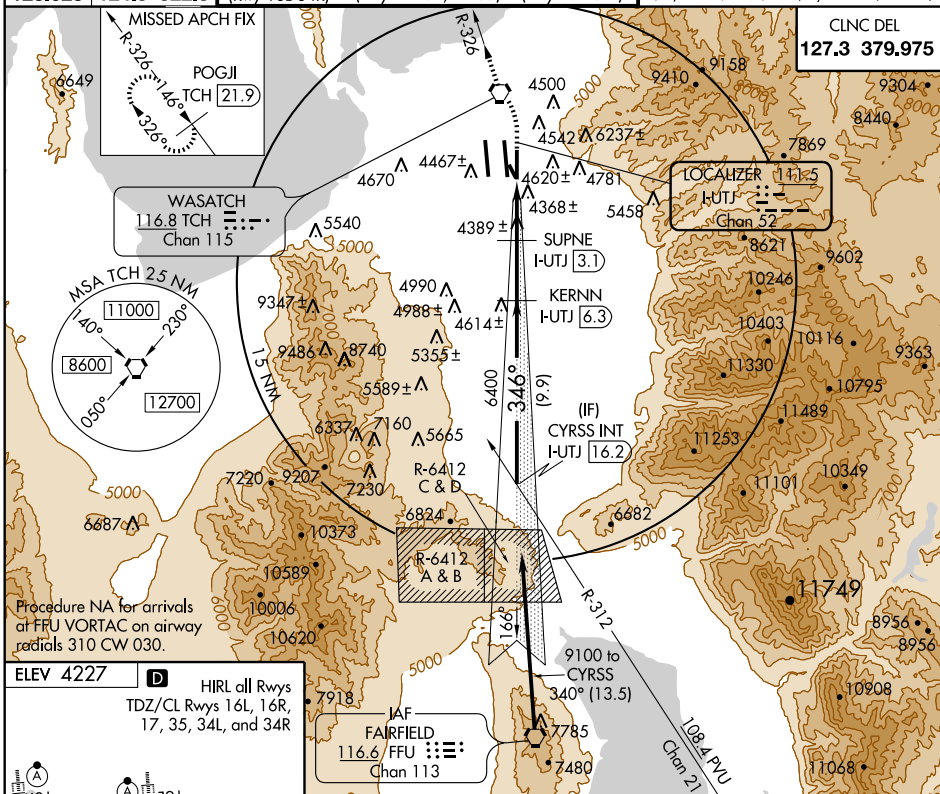 MISSED APCH FIX
R-326
146°
326°
POGJI
TCH 21.9
R-326
CLNC DEL
127.3 379.975
6649
9410
9158
9304
8000
8440
5000
4500
4542
6237±
7869
4670
4467±
4620±
4781
4368±
5458
LOCALIZER 111.5
I-UTJ
Chan 52
WASATCH
116.8 TCH
Chan 115
5540
5000
4389±
SUPNE
I-UTJ 3.1
8621
9602
MSA TCH 25 NM
11000
140°
230°
8600
050°
12700
9347±
4990
4988±
4614±
KERNN
I-UTJ 6.3
10246
10403
10116
9363
9486
8740
5355±
11330
10795
15 NM
5589±
6400
346°
(9.9)
(IF)
CYRSS INT
I-UTJ 16.2
11489
11253
6337
7160
5665
7220
9207
7230
R-6412
C & D
10349
11101
5000
6687
6824
6682
5000
10373
R-6412
A & B
10589
10006
10620
R-312
11749
8956
8956
Procedure NA for arrivals
at FFU VORTAC on airway
radials 310 CW 030.
166°
5000
9100 to
CYRSS
340° (13.5)
ELEV 4227
D
HIRL all Rwys
TDZ/CL Rwys 16L, 16R,
17, 35, 34L, and 34R
7918
10908
IAF
FAIRFIELD
116.6 FFU
Chan 113
7785
7480
108.4 PVU
Chan 21
11068
A
A